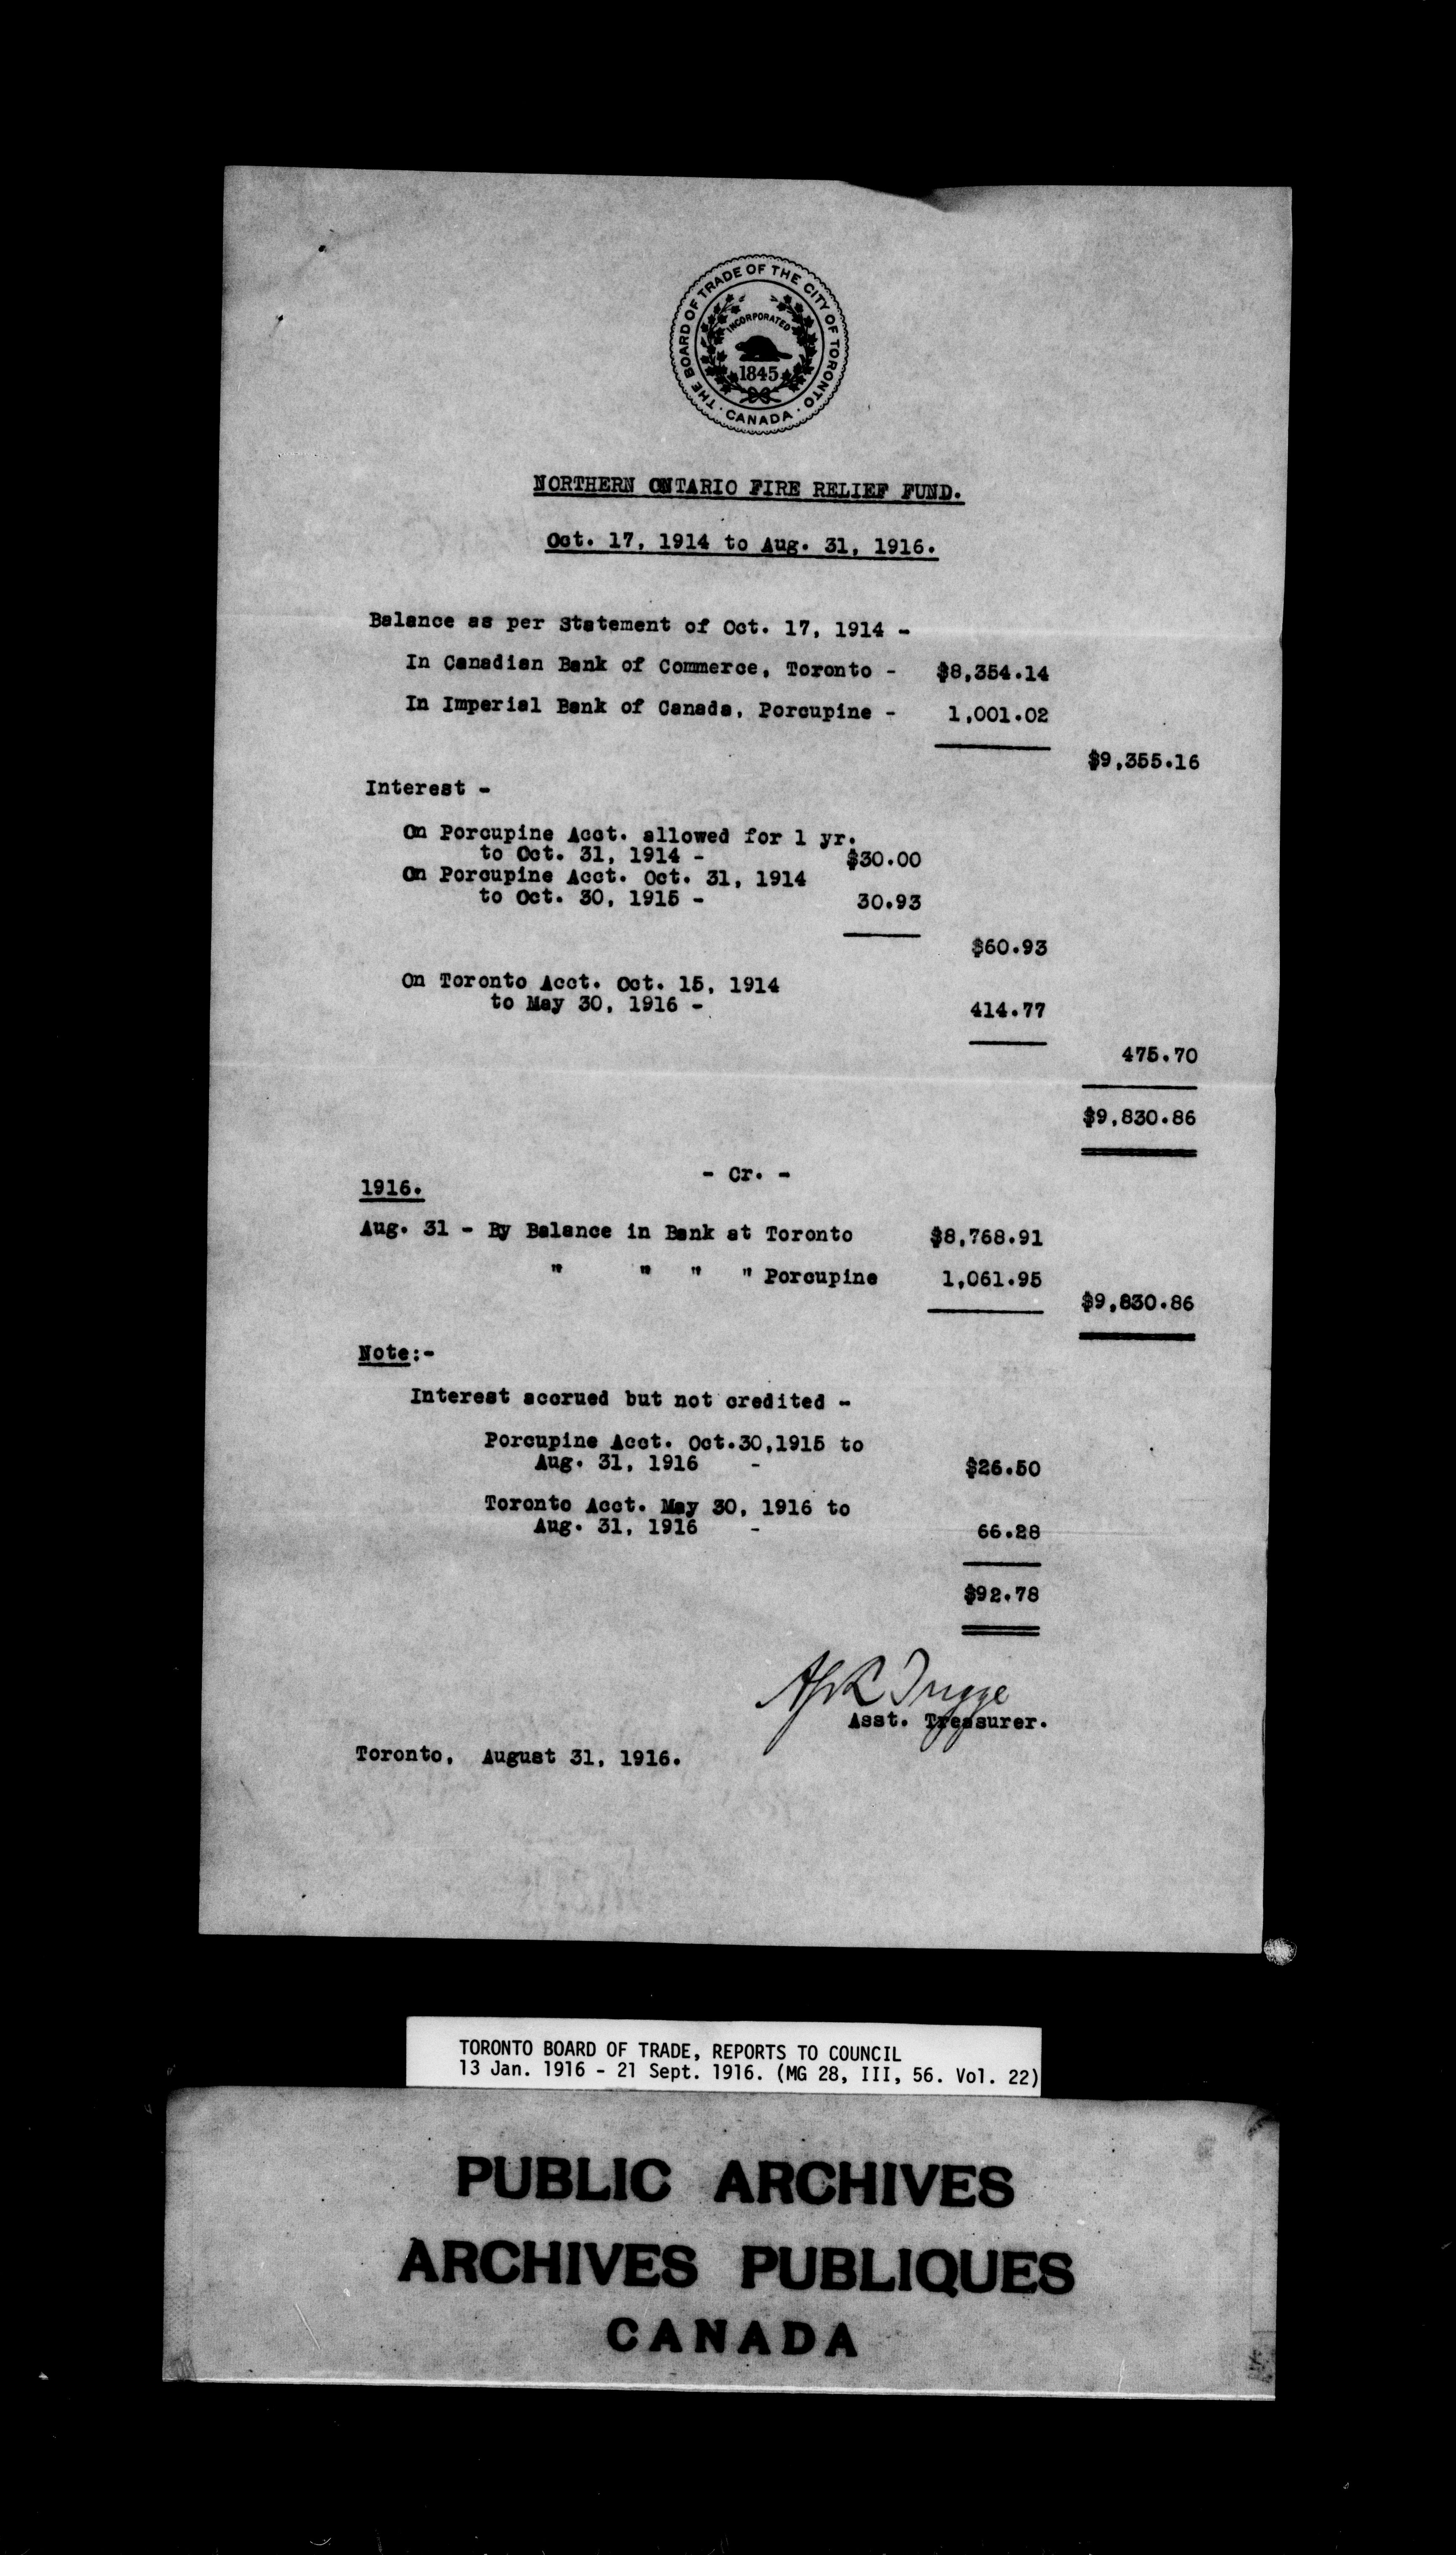 THE BOARD OF TRADE OF THE CITY OF TORONTO
· CANADA ·
INCORPORATED
1845
NORTHERN ONTARIO FIRE RELIEF FUND.
Oct. 17, 1914 to Aug. 31, 1916.
Balance as per Statement of Oct. 17, 1914 -
In Canadian Bank of Commerce, Toronto - $8,354.14
In Imperial Bank of Canada, Porcupine - 1,001.02
$9,355.16
Interest -
On Porcupine Acct. allowed for 1 yr.
to Oct. 31, 1914 - $30.00
On Porcupine Acct. Oct. 31, 1914
to Oct. 30, 1915 - 30.93
$60.93
On Toronto Acct. Oct. 15, 1914
to May 30, 1916 - 414.77
475.70
$9,830.86
- Cr. -
1916.
Aug. 31 - By Balance in Bank at Toronto $8,768.91
" " " " Porcupine 1,061.95
$9,830.86
Note:-
Interest accrued but not credited -
Porcupine Acct. Oct.30,1915 to
Aug. 31, 1916 - $26.50
Toronto Acct. May 30, 1916 to
Aug. 31, 1916 - 66.28
$92.78
Trigge
Asst. Treasurer.
Toronto, August 31, 1916.
TORONTO BOARD OF TRADE, REPORTS TO COUNCIL
13 Jan. 1916 - 21 Sept. 1916. (MG 28, III, 56. Vol. 22)
PUBLIC ARCHIVES
ARCHIVES PUBLIQUES
CANADA